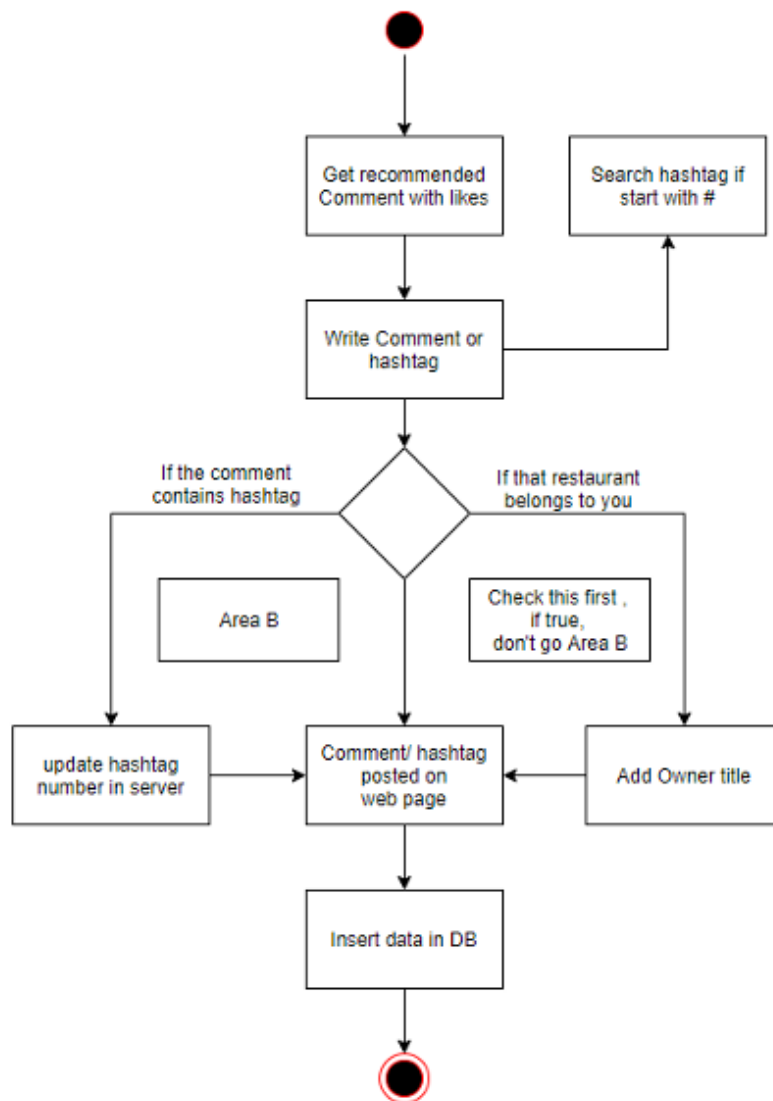 Get recommended
Comment with likes
Search hashtag if
start with #
Write Comment or
hashtag
If the comment
contains hashtag
If that restaurant
belongs to you
Area B
Check this first ,
if true,
don't go Area B
update hashtag
number in server
Comment/ hashtag
posted on
web page
Add Owner title
Insert data in DB